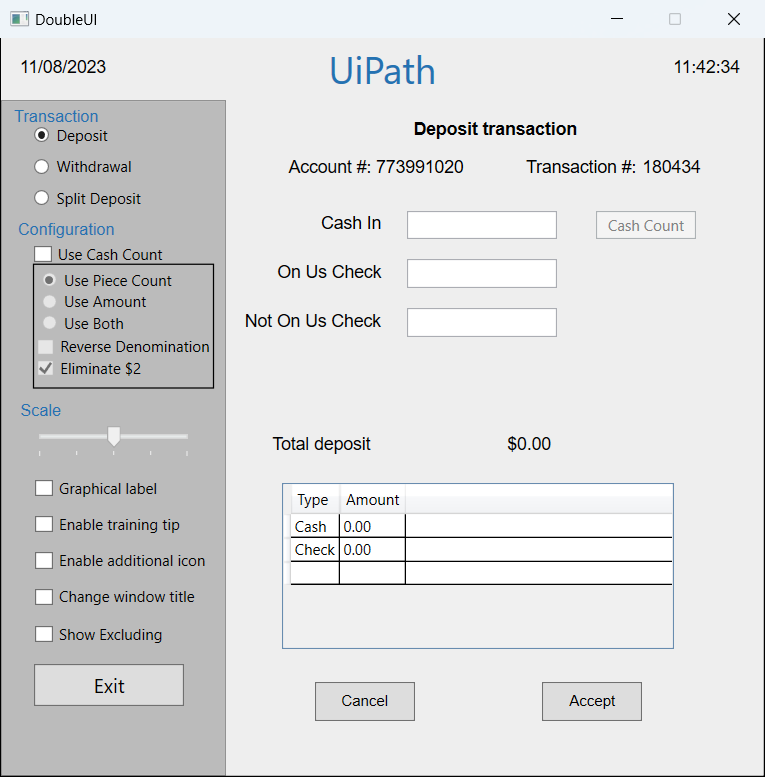 DoubleUI
11/08/2023
UiPath
11:42:34
Transaction
Deposit
Withdrawal
Split Deposit
Configuration
Use Cash Count
Use Piece Count
Use Amount
Use Both
Reverse Denomination
Eliminate $2
Scale
Graphical label
Enable training tip
Enable additional icon
Change window title
Show Excluding
Exit
Deposit transaction
Account #: 773991020 Transaction #: 180434
Cash In Cash Count
On Us Check
Not On Us Check
Total deposit $0.00
Type Amount
Cash 0.00
Check 0.00
Cancel Accept